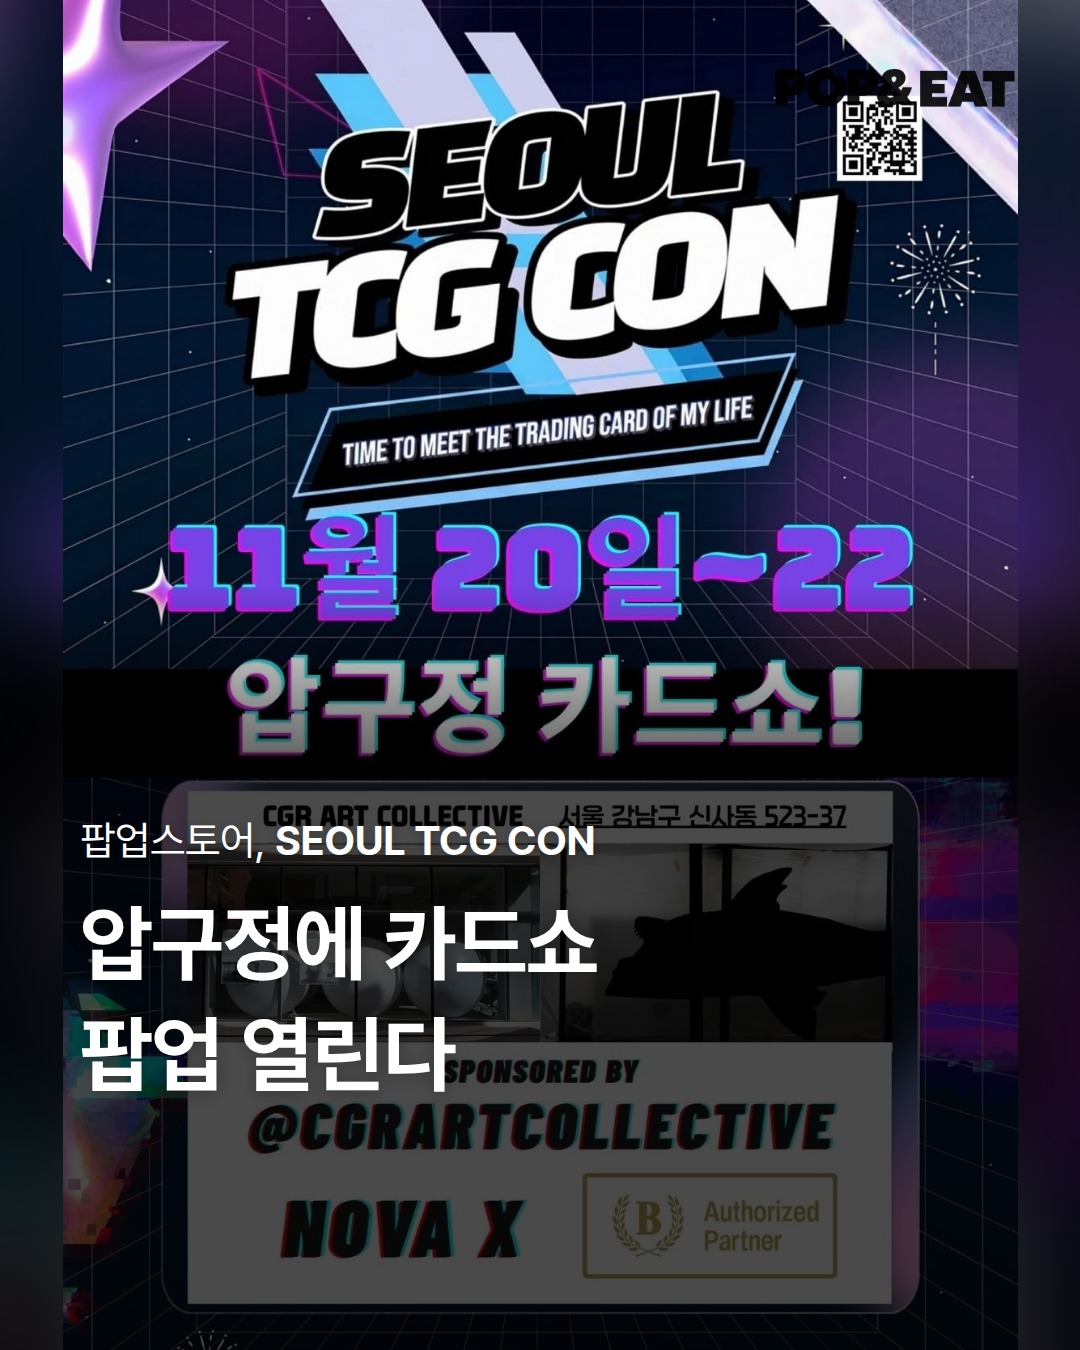 POP&EAT
SEOUL
TCG CON
TIME TO MEET THE TRADING CARD OF MY LIFE
11월 20일~22
압구정 카드쇼!
CGR ART COLLECTIVE 서울 강남구 신사동 523-37
팝업스토어, SEOUL TCG CON
압구정에 카드쇼
팝업 열린다
SPONSORED BY
@CGRARTCOLLECTIVE
NOVA X
B Authorized
Partner